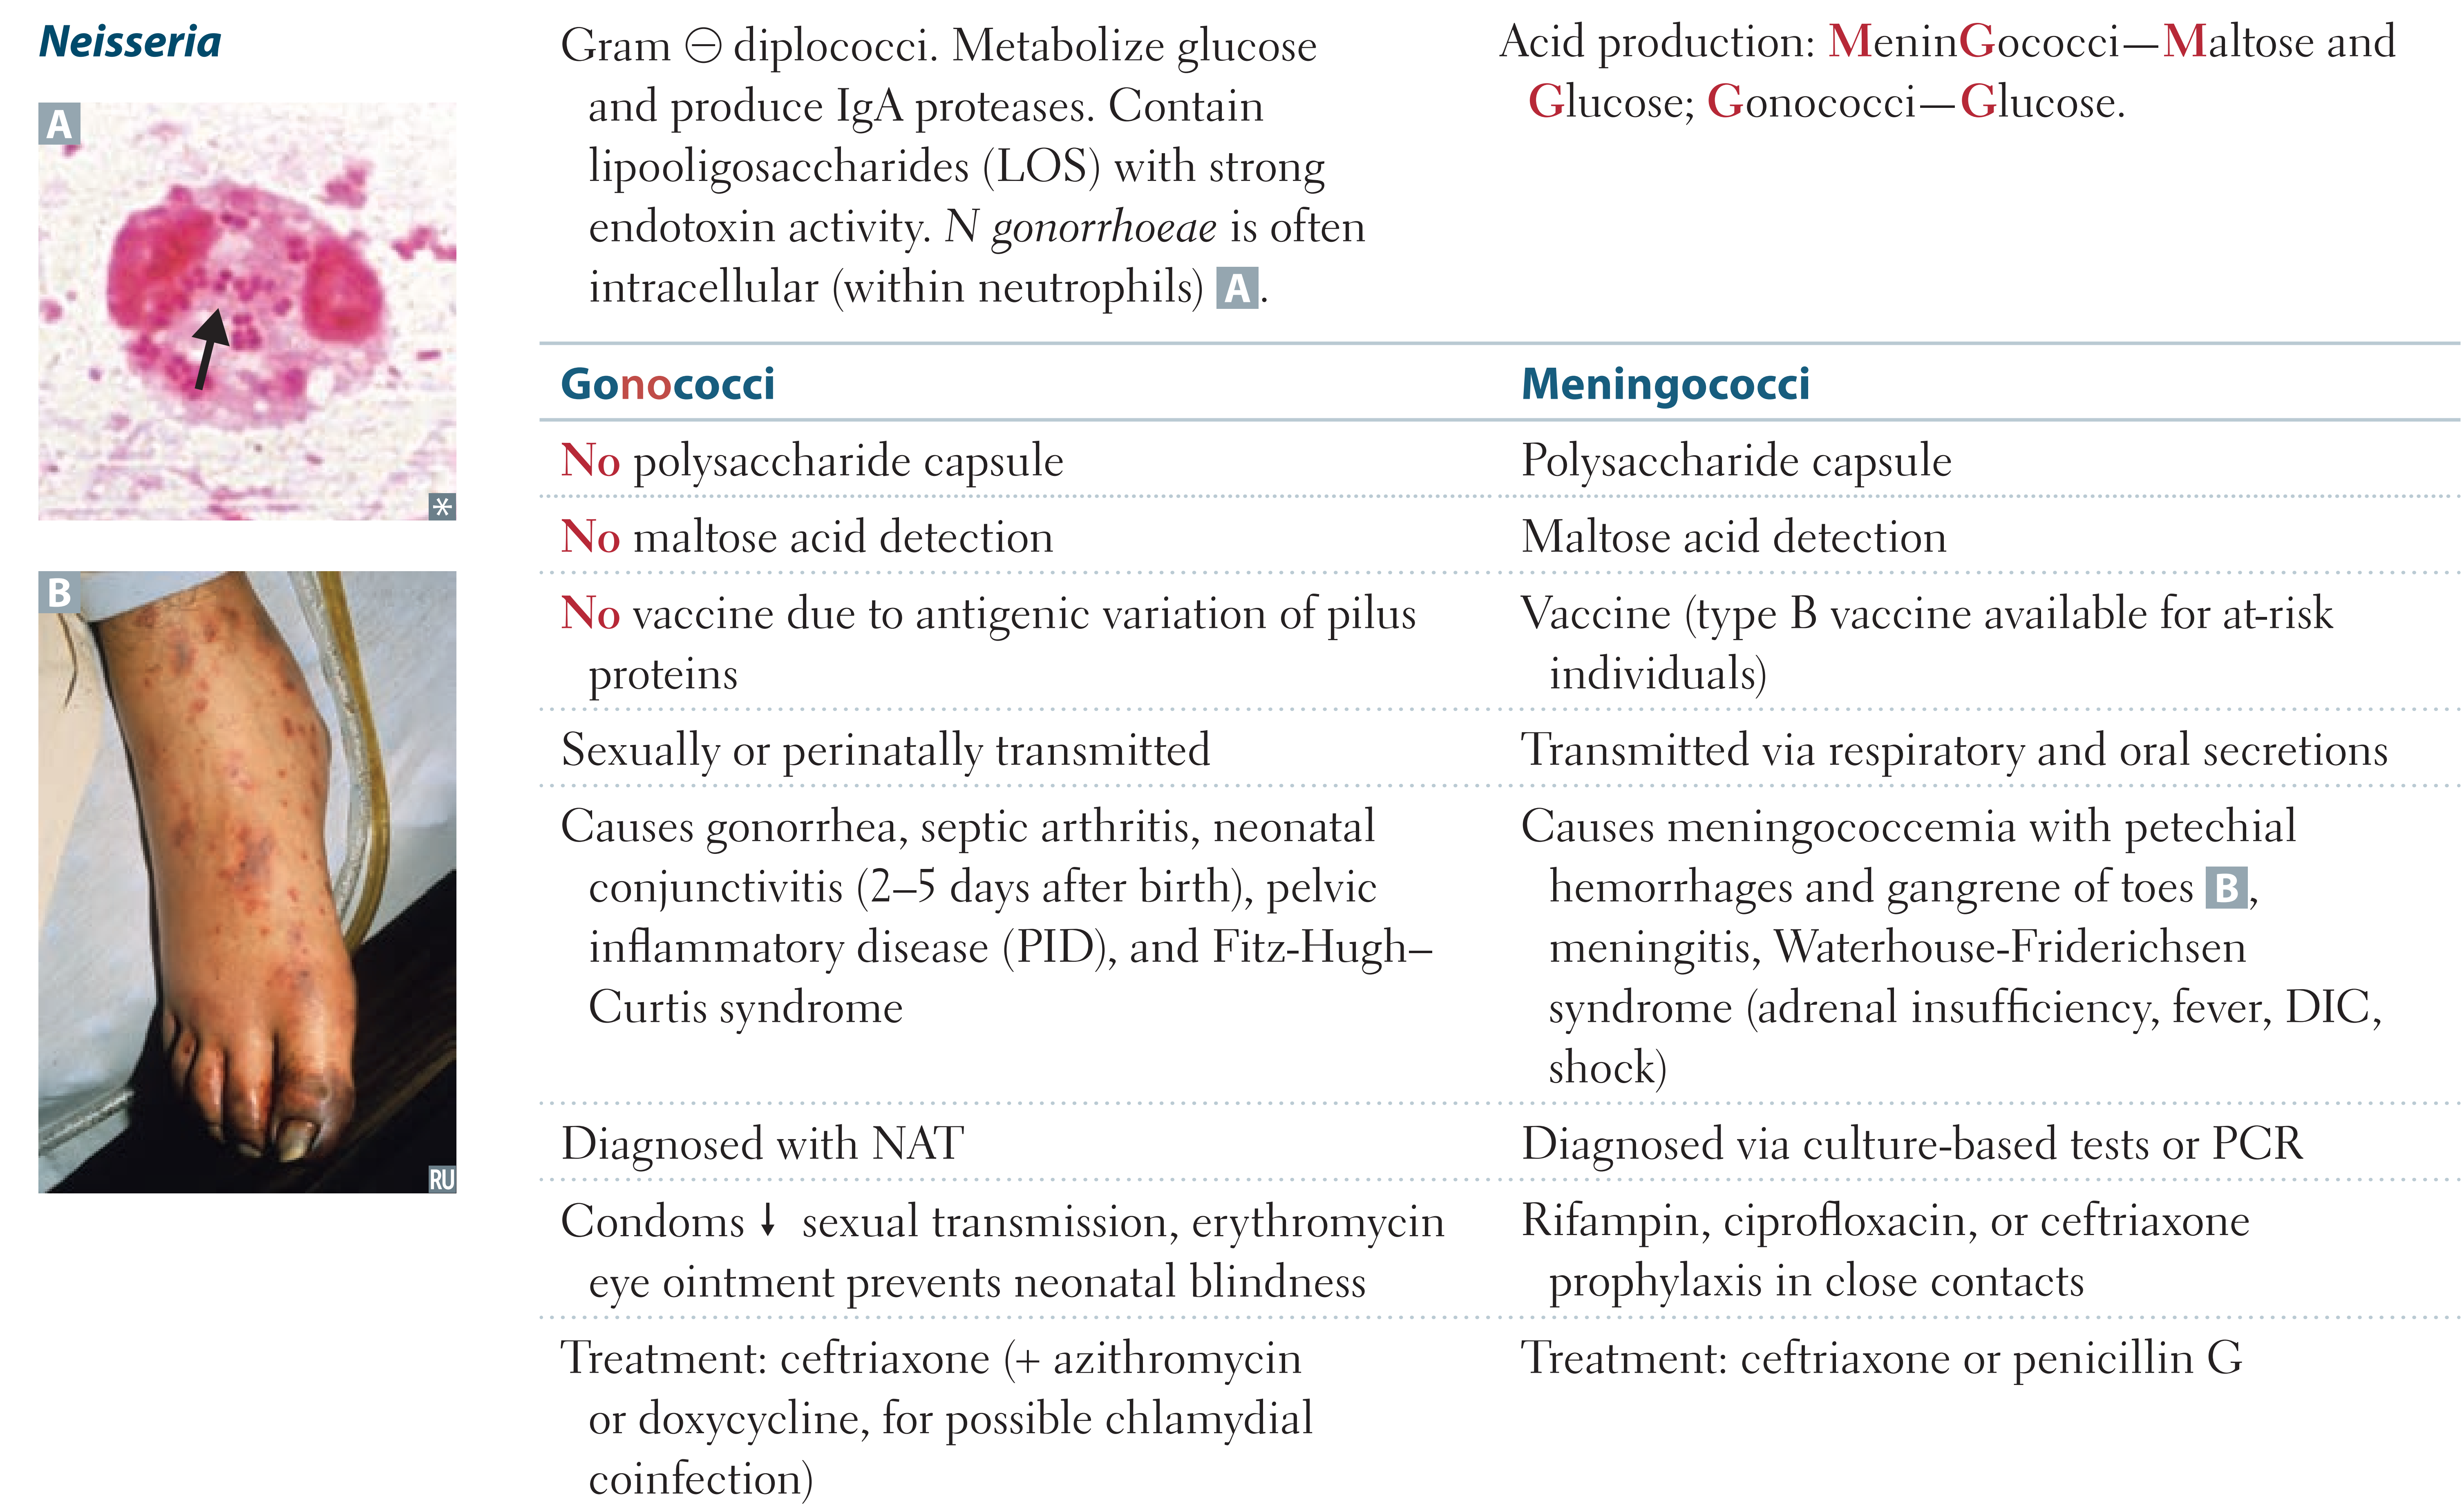 Neisseria
A
*
B
RU
Gram ⊖ diplococci. Metabolize glucose
and produce IgA proteases. Contain
lipooligosaccharides (LOS) with strong
endotoxin activity. N gonorrhoeae is often
intracellular (within neutrophils) A.
Acid production: MeninGococci—Maltose and
Glucose; Gonococci—Glucose.
Gonococci
Meningococci
No polysaccharide capsule
Polysaccharide capsule
No maltose acid detection
Maltose acid detection
No vaccine due to antigenic variation of pilus
proteins
Vaccine (type B vaccine available for at-risk
individuals)
Sexually or perinatally transmitted
Transmitted via respiratory and oral secretions
Causes gonorrhea, septic arthritis, neonatal
conjunctivitis (2–5 days after birth), pelvic
inflammatory disease (PID), and Fitz-Hugh–
Curtis syndrome
Causes meningococcemia with petechial
hemorrhages and gangrene of toes B,
meningitis, Waterhouse-Friderichsen
syndrome (adrenal insufficiency, fever, DIC,
shock)
Diagnosed with NAT
Diagnosed via culture-based tests or PCR
Condoms ↓ sexual transmission, erythromycin
eye ointment prevents neonatal blindness
Rifampin, ciprofloxacin, or ceftriaxone
prophylaxis in close contacts
Treatment: ceftriaxone (+ azithromycin
or doxycycline, for possible chlamydial
coinfection)
Treatment: ceftriaxone or penicillin G